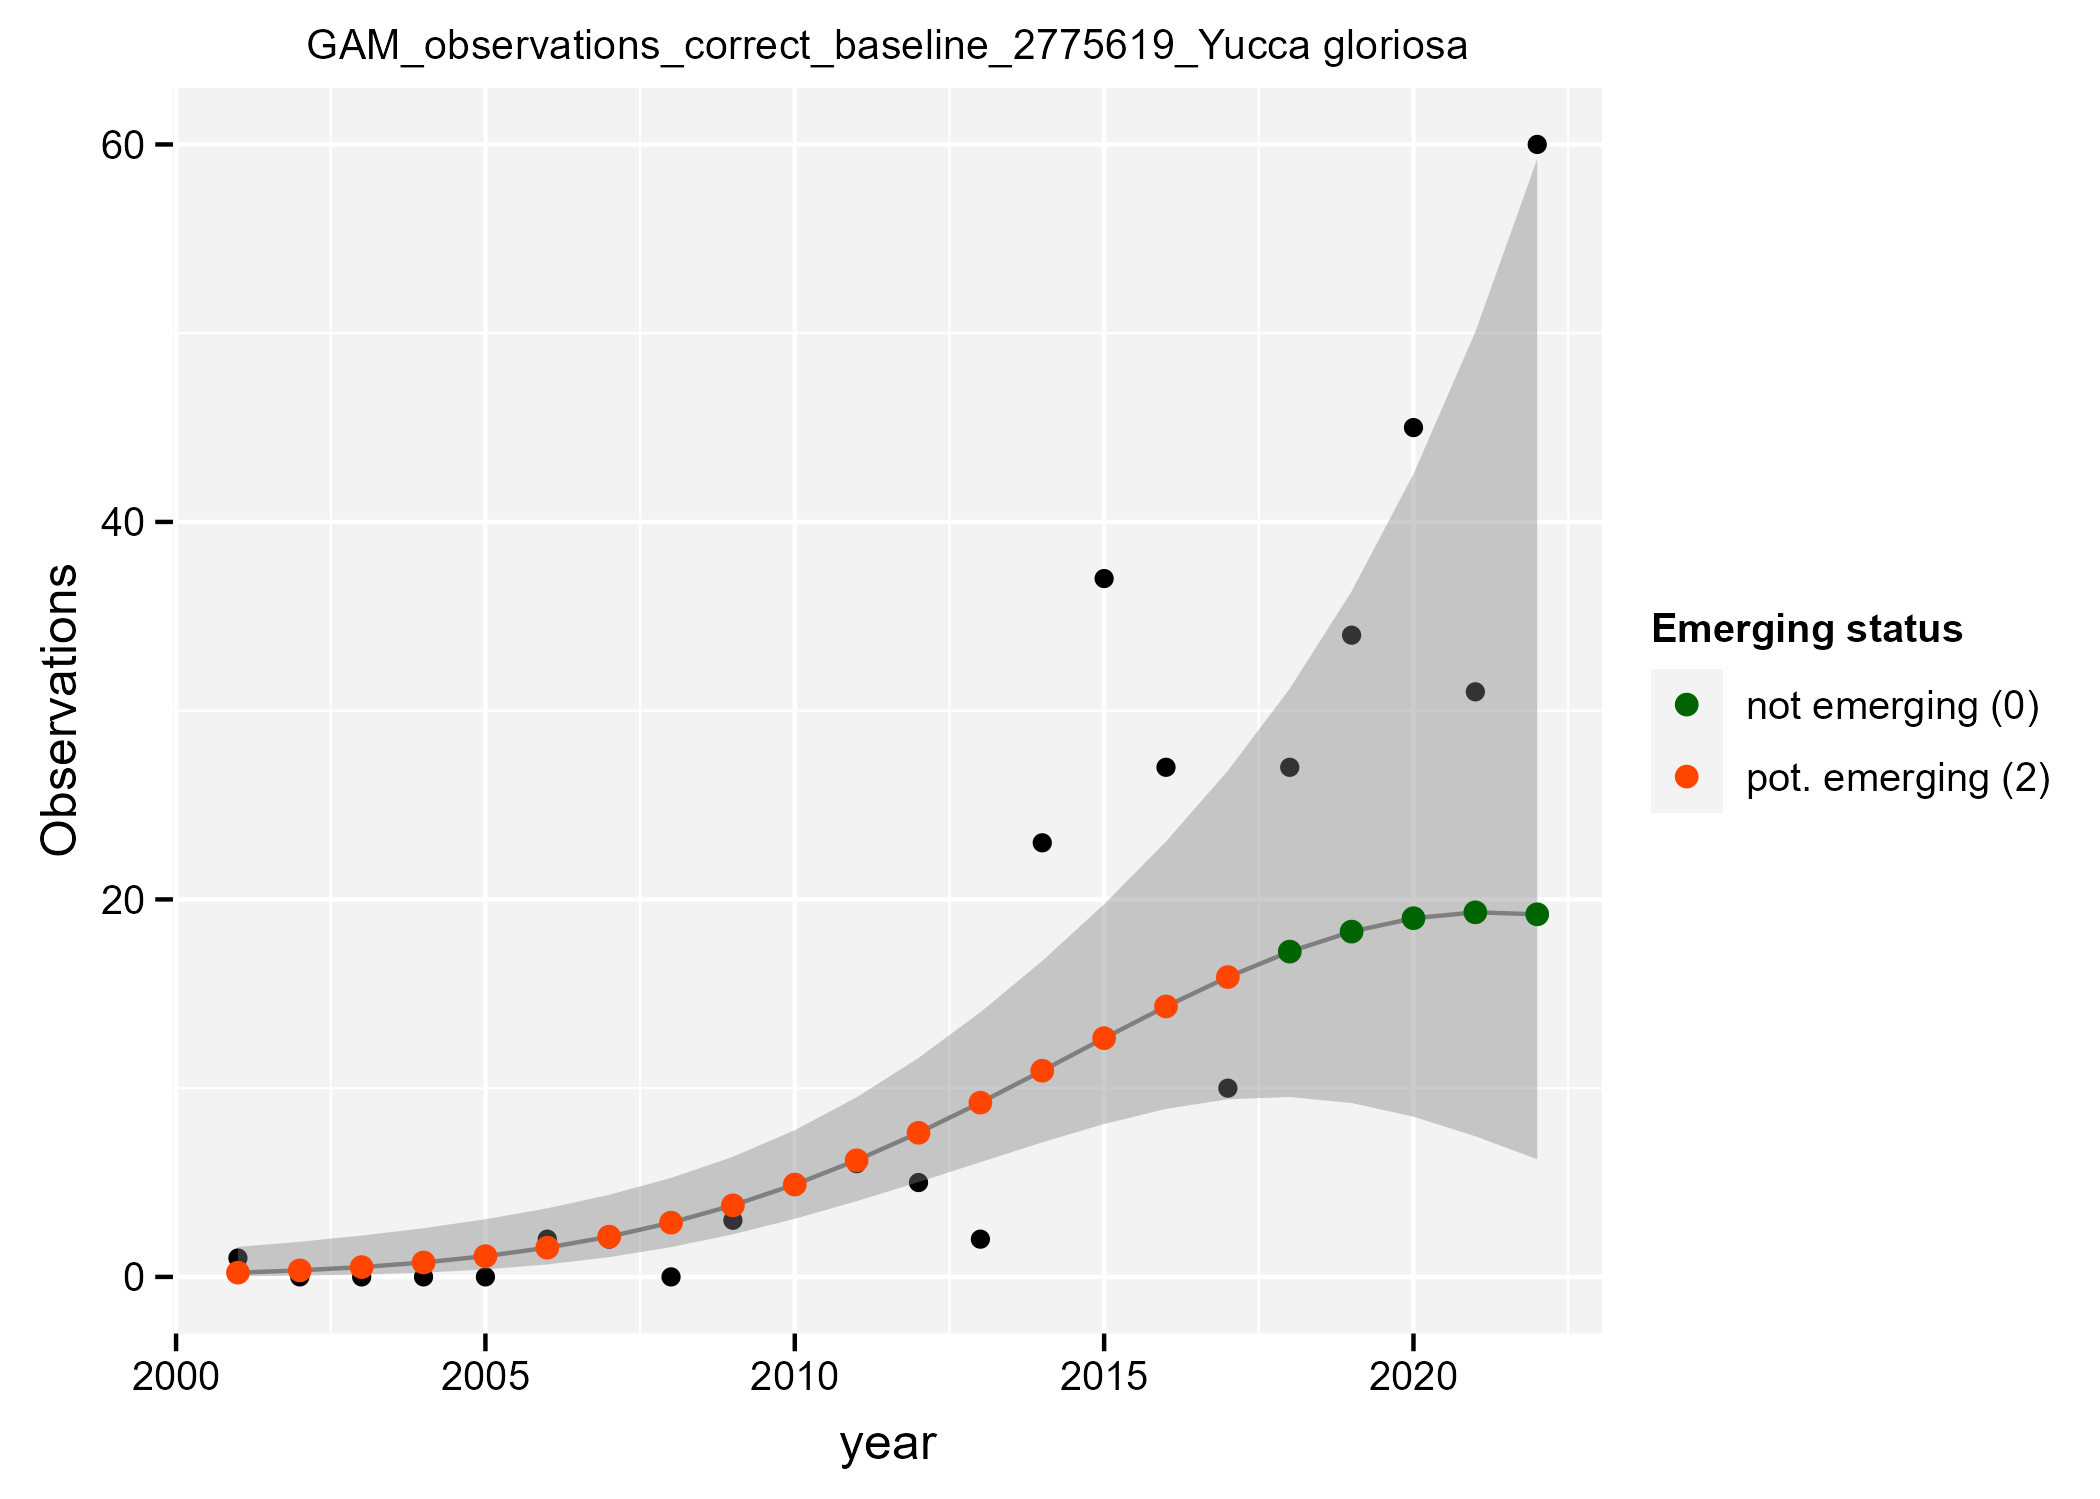 GAM_observations_correct_baseline_2775619_Yucca gloriosa
60
40
20
0
Observations
2000 2005 2010 2015 2020
year
Emerging status
not emerging (0)
pot. emerging (2)